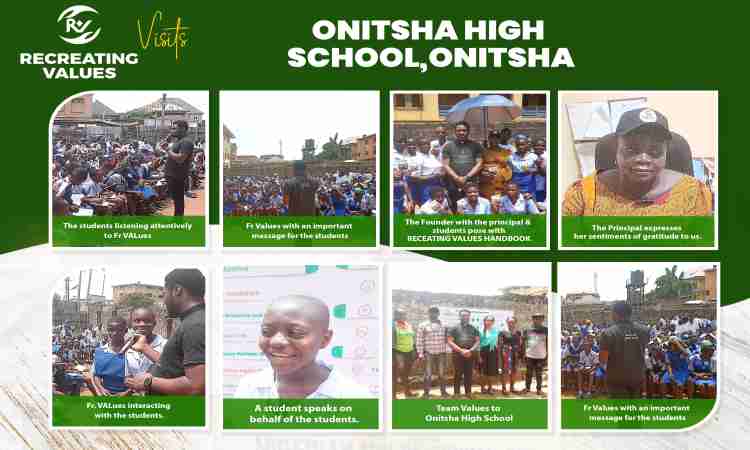 RV
RECREATING
VALUES
Visits
ONITSHA HIGH
SCHOOL,ONITSHA
The students listening attentively
to Fr VALues
Fr Values with an important
message for the students
The Founder with the principal &
students pose with
RECEATING VALUES HANDBOOK
The Principal expresses
her sentiments of gratitude to us.
Fr. VALues interacting
with the students.
A student speaks on
behalf of the students.
Team Values to
Onitsha High School
Fr Values with an important
message for the students